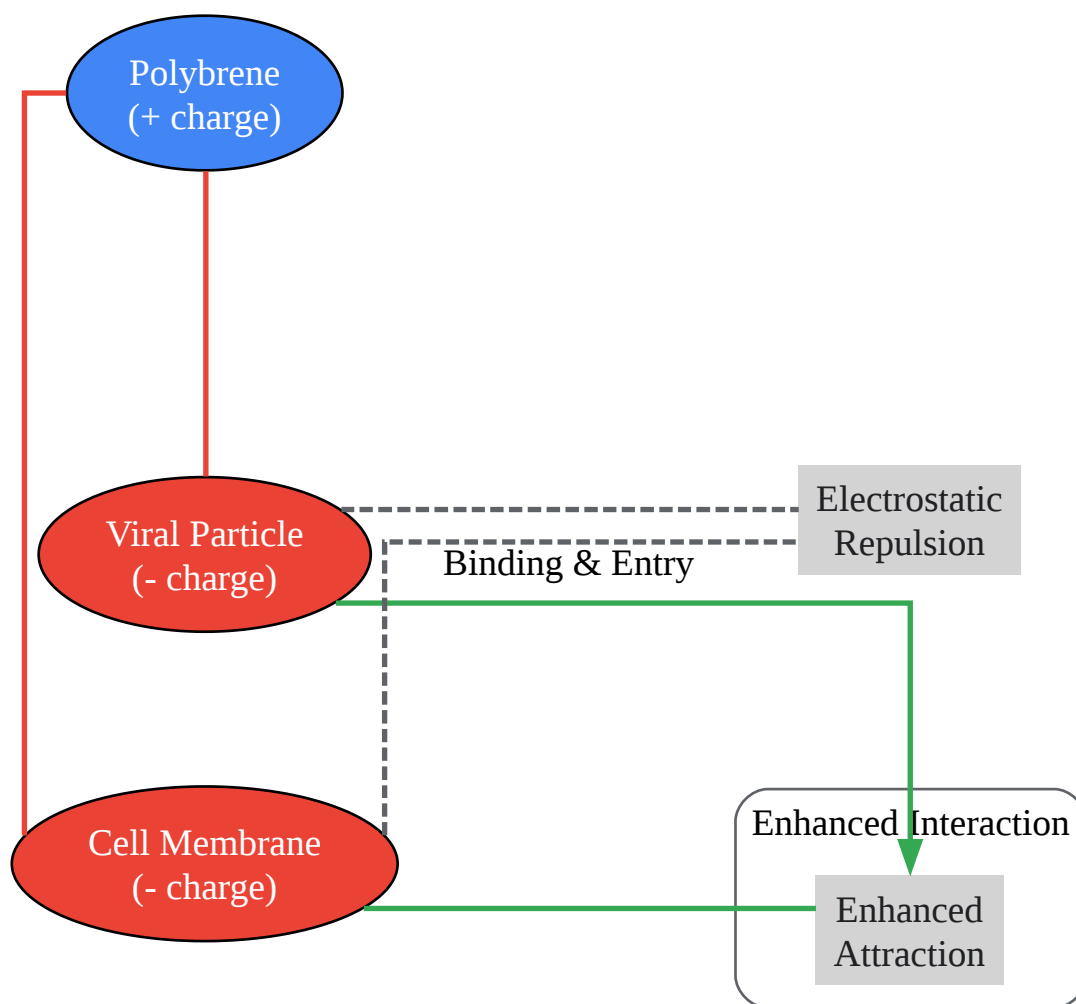 Polybrene
(+ charge)
Viral Particle
(- charge)
Electrostatic
Repulsion
Binding & Entry
Cell Membrane
(- charge)
Enhanced Interaction
Enhanced
Attraction